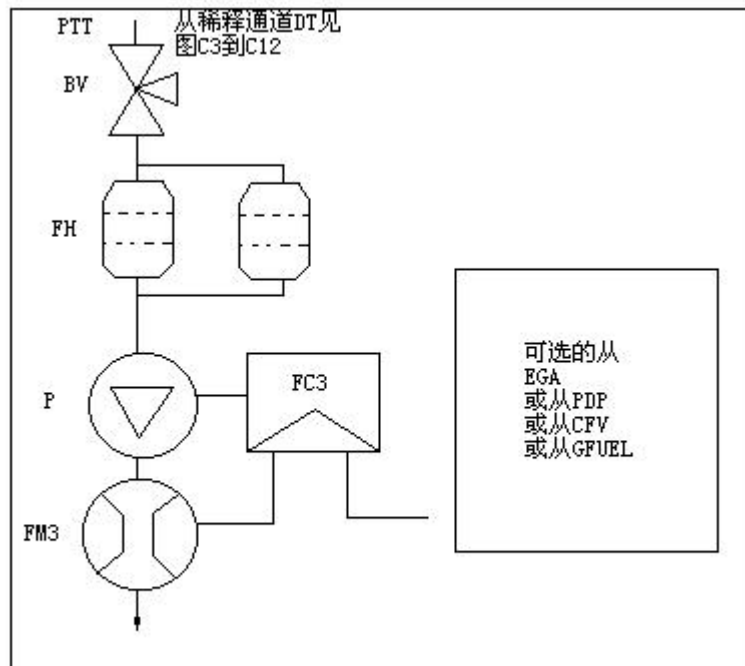 PTT
从稀释通道DT见
图C3到C12
BV
FH
P
FC3
FM3
可选的从
EGA
或从PDP
或从CFV
或从GFUEL